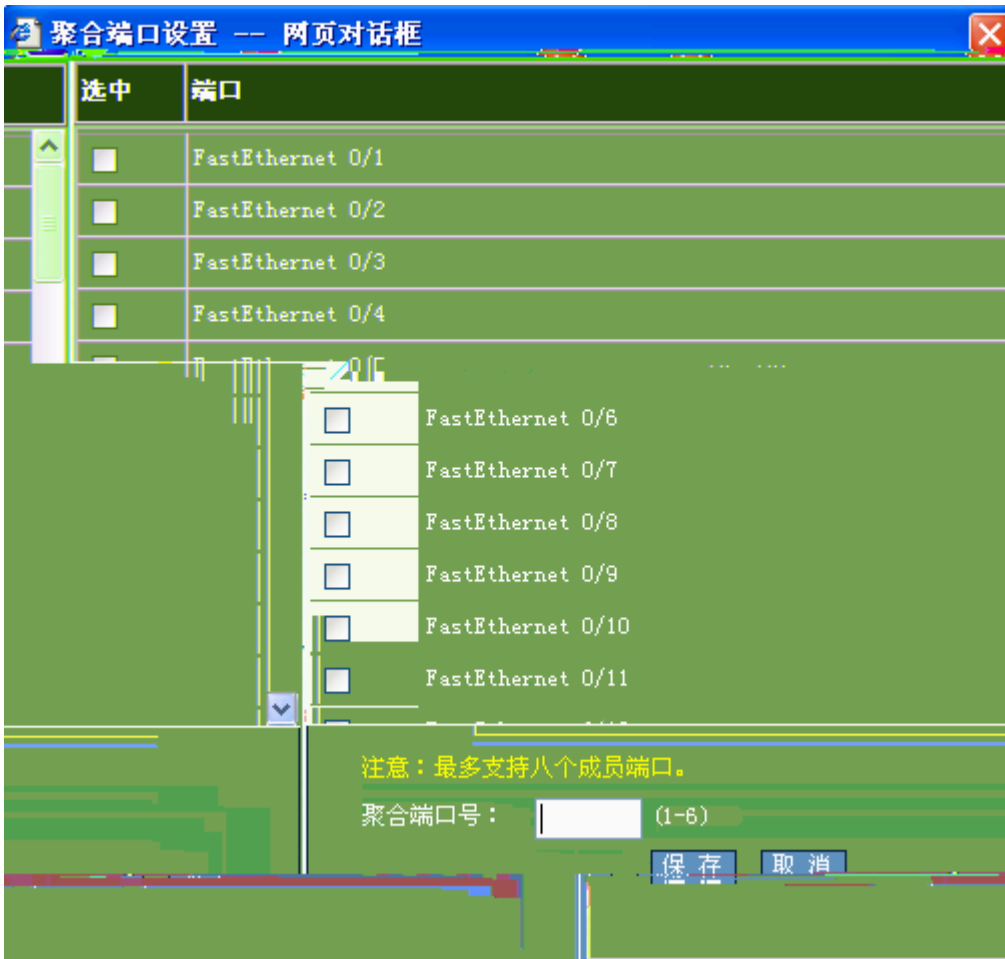 聚合端口设置 -- 网页对话框
选中 端口
FastEthernet 0/1
FastEthernet 0/2
FastEthernet 0/3
FastEthernet 0/4
FastEthernet 0/6
FastEthernet 0/7
FastEthernet 0/8
FastEthernet 0/9
FastEthernet 0/10
FastEthernet 0/11
注意：最多支持八个成员端口。
聚合端口号： (1-6)
保存 取消